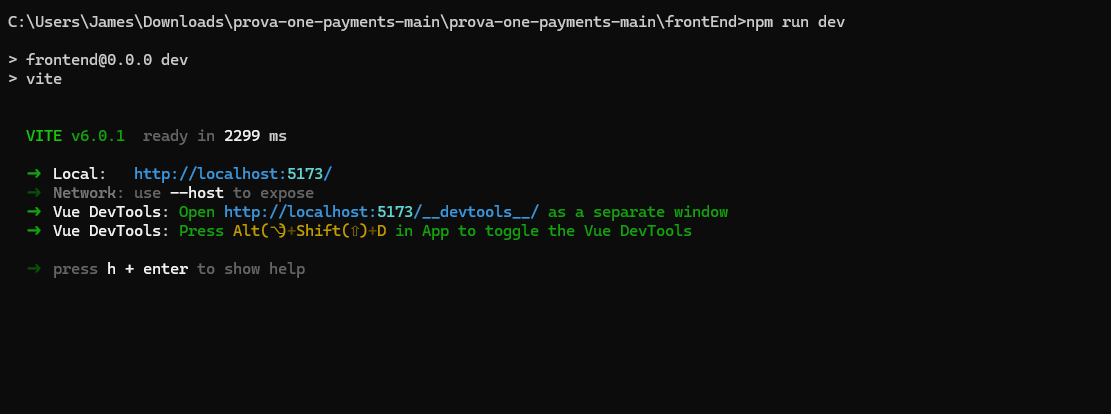 C:\Users\James\Downloads\prova-one-payments-main\prova-one-payments-main\frontEnd>npm run dev
> frontend@0.0.0 dev
> vite
VITE v6.0.1  ready in 2299 ms
➜  Local:   http://localhost:5173/
➜  Network: use --host to expose
➜  Vue DevTools: Open http://localhost:5173/__devtools__/ as a separate window
➜  Vue DevTools: Press Alt(⌥)+Shift(⇧)+D in App to toggle the Vue DevTools
➜  press h + enter to show help